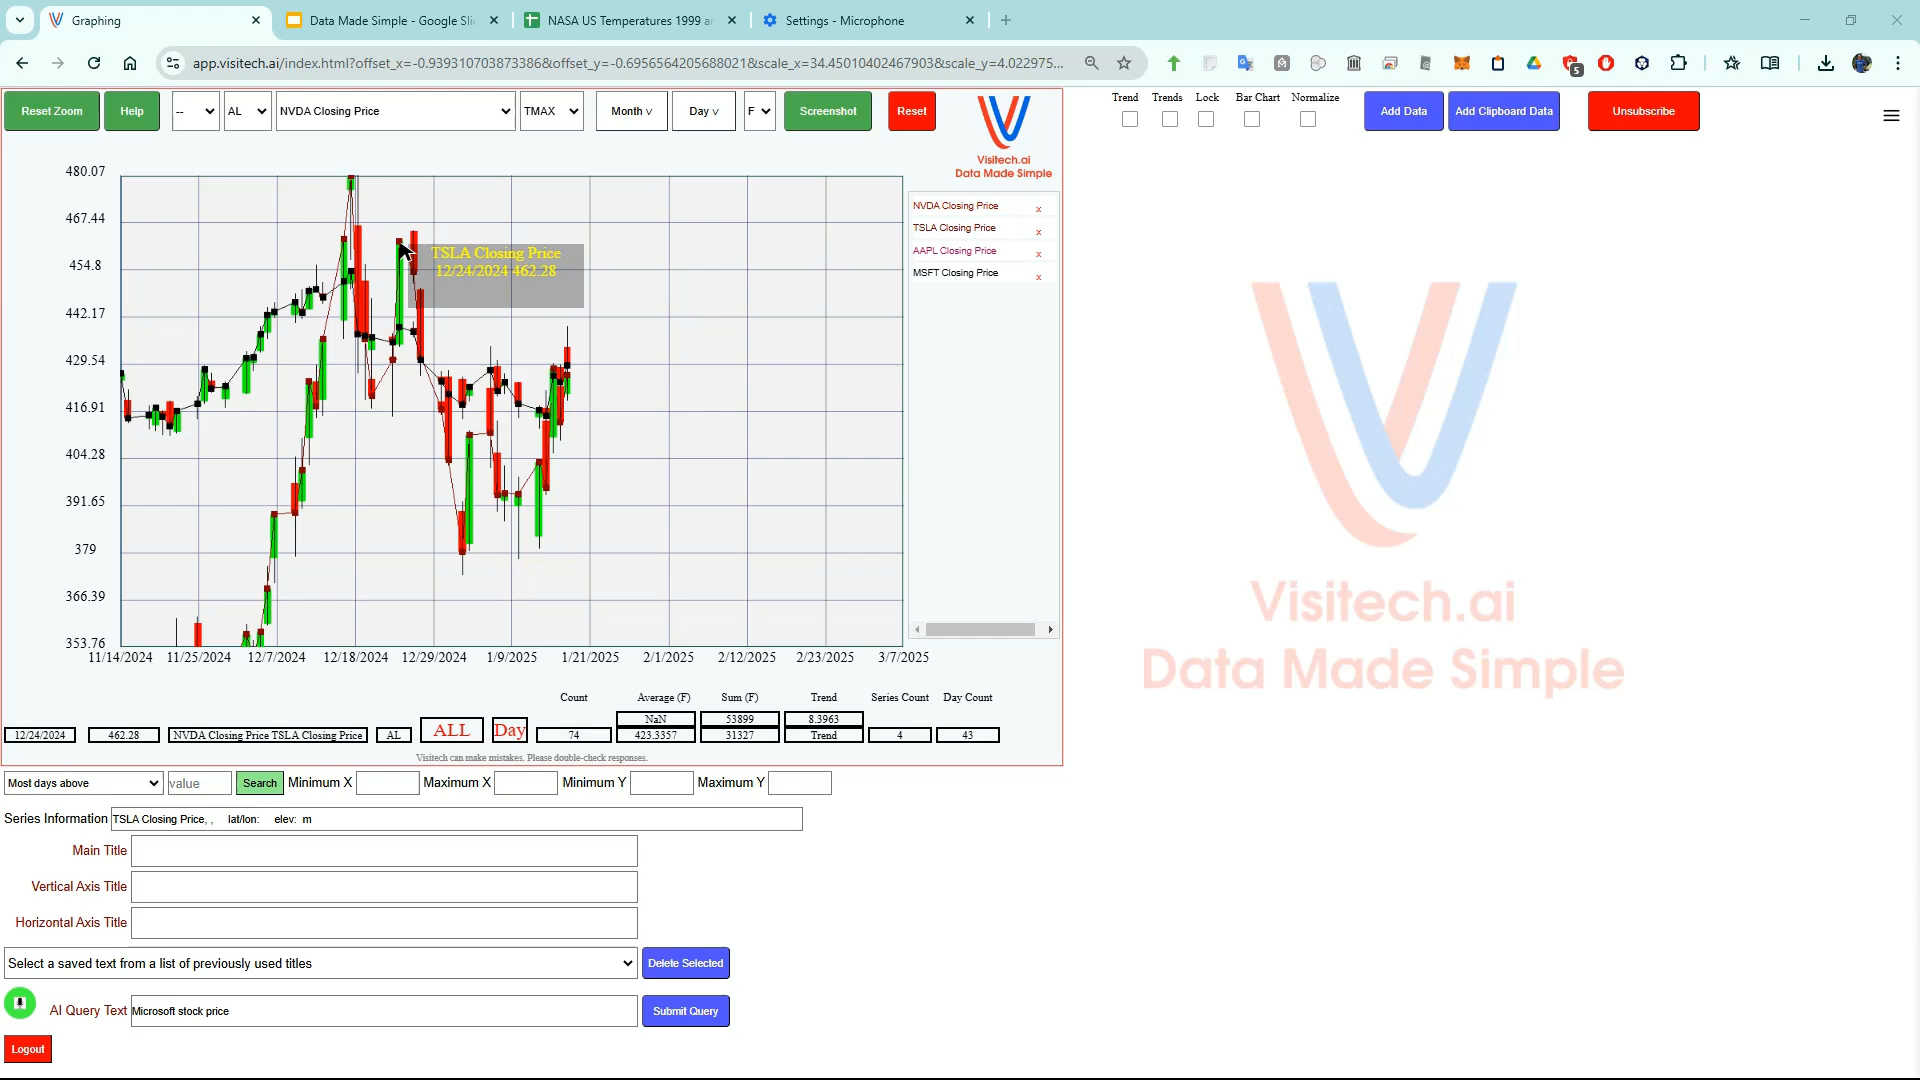 Graphing
Data Made Simple - Google Sli
NASA US Temperatures 1999 a
Settings - Microphone
app.visitech.ai/index.html?offset_x=-0.939310703873386&offset_y=-0.6956564205688021&scale_x=34.45010402467903&scale_y=4.022975...
5
Reset Zoom
Help
--
AL
NVDA Closing Price
TMAX
Month v
Day v
F
Screenshot
Reset
Visitech.ai
Data Made Simple
Trend
Trends
Lock
Bar Chart
Normalize
Add Data
Add Clipboard Data
Unsubscribe
480.07
467.44
454.8
442.17
429.54
416.91
404.28
391.65
379
366.39
353.76
TSLA Closing Price
12/24/2024 462.28
NVDA Closing Price x
TSLA Closing Price x
AAPL Closing Price x
MSFT Closing Price x
11/14/2024 11/25/2024 12/7/2024 12/18/2024 12/29/2024 1/9/2025 1/21/2025 2/1/2025 2/12/2025 2/23/2025 3/7/2025
Visitech.ai
Data Made Simple
Count Average (F) Sum (F) Trend Series Count Day Count
NaN 53899 8.3963
12/24/2024 462.28 NVDA Closing Price TSLA Closing Price AL ALL Day 74 423.3357 31327 Trend 4 43
Visitech can make mistakes. Please double-check responses.
Most days above value Search Minimum X Maximum X Minimum Y Maximum Y
Series Information TSLA Closing Price, , lat/lon: elev: m
Main Title
Vertical Axis Title
Horizontal Axis Title
Select a saved text from a list of previously used titles Delete Selected
AI Query Text Microsoft stock price Submit Query
Logout